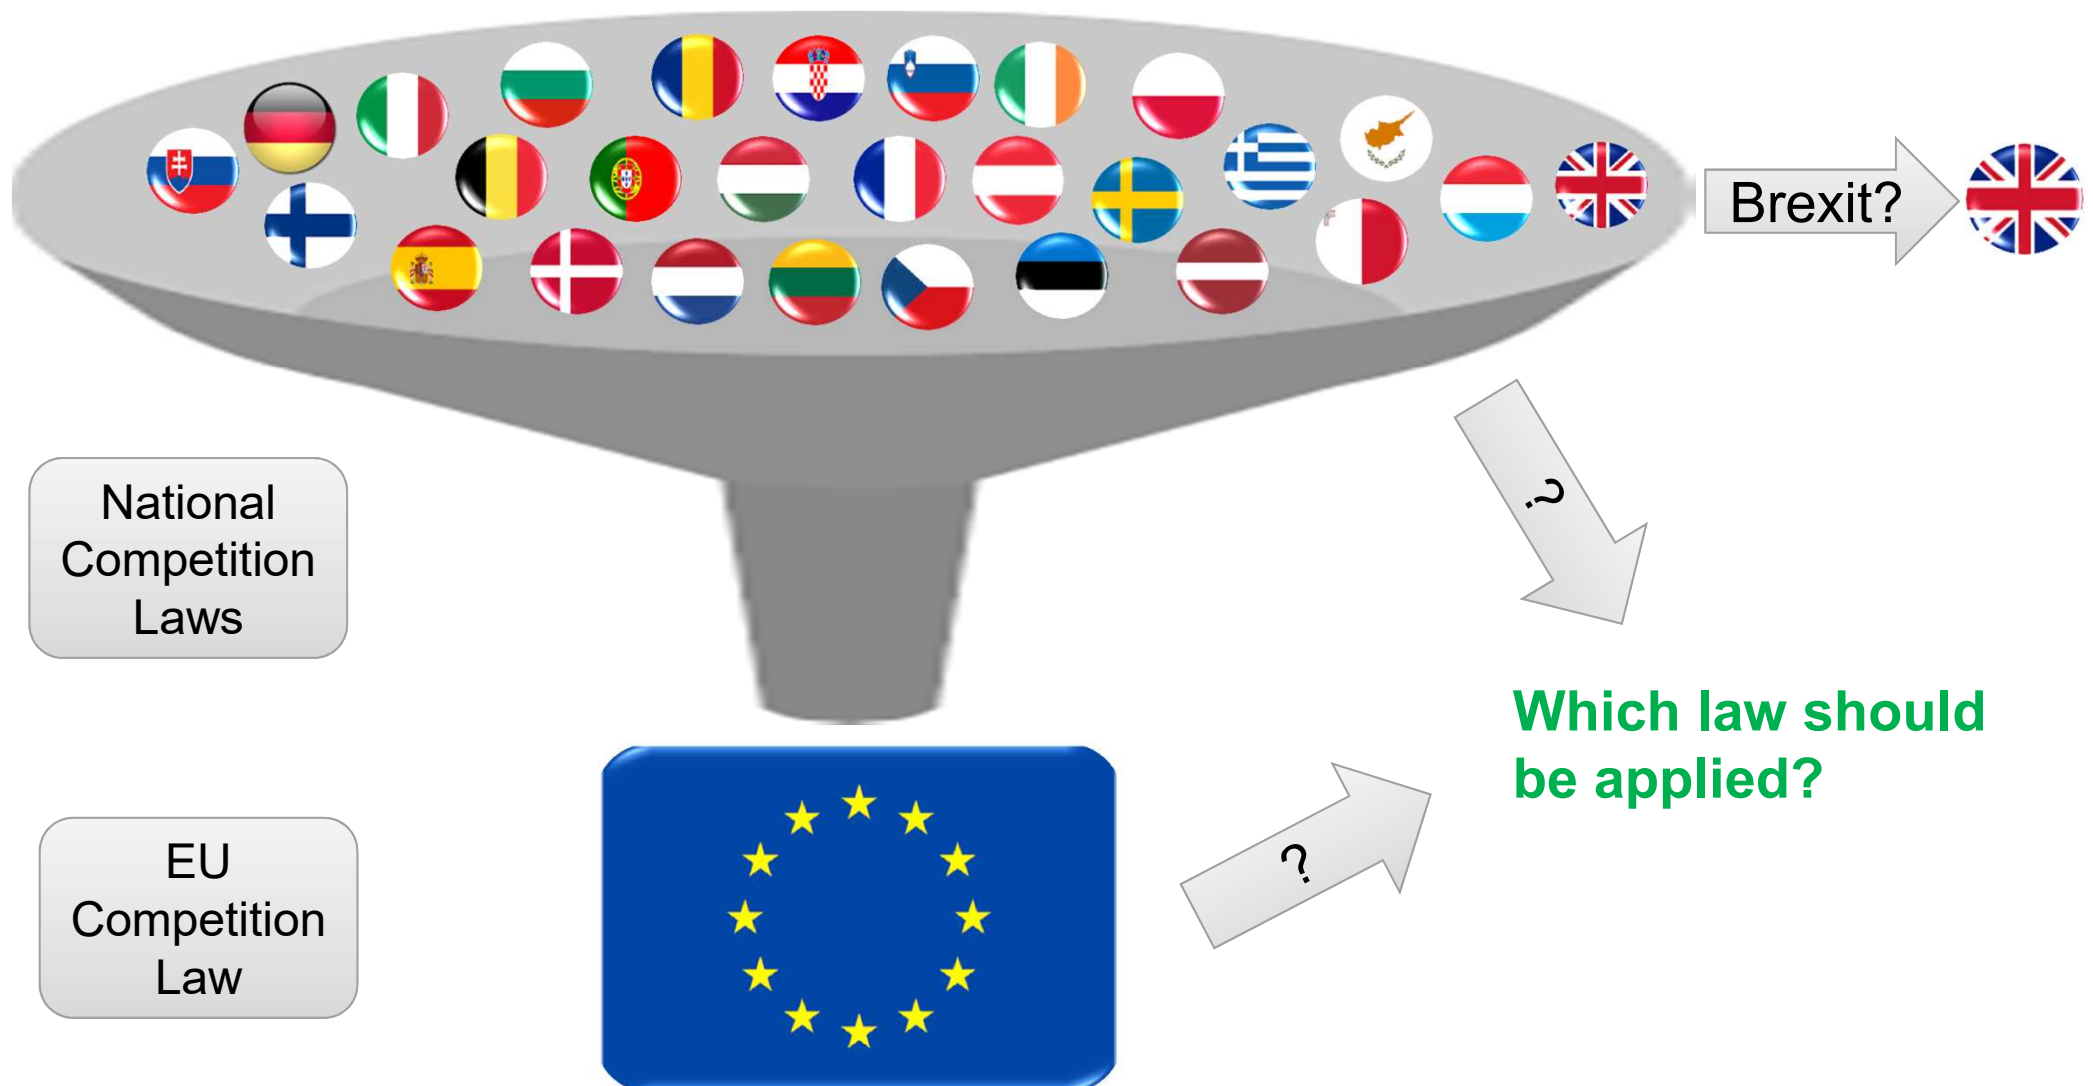 Brexit?
National
Competition
Laws
?
Which law should
be applied?
EU
Competition
Law
?